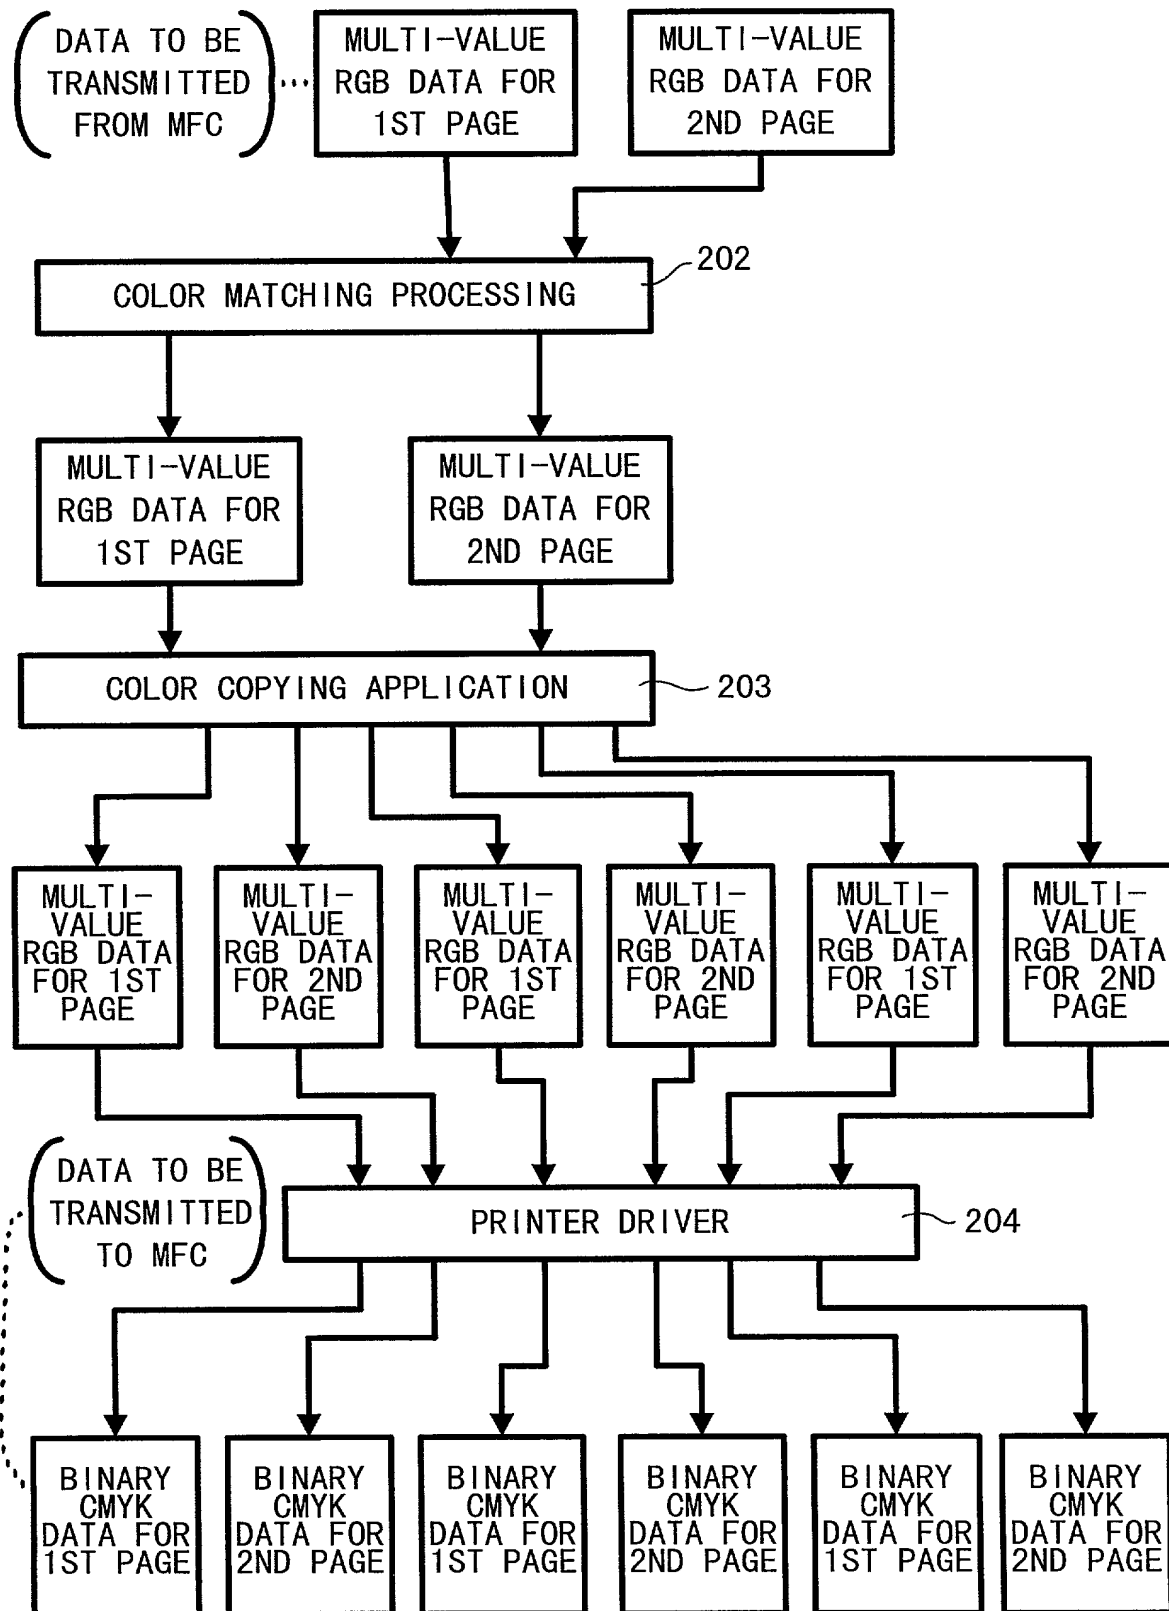 DATA TO BE
TRANSMITTED
FROM MFC
MULTI-VALUE
RGB DATA FOR
1ST PAGE
MULTI-VALUE
RGB DATA FOR
2ND PAGE
202
COLOR MATCHING PROCESSING
MULTI-VALUE
RGB DATA FOR
1ST PAGE
MULTI-VALUE
RGB DATA FOR
2ND PAGE
COLOR COPYING APPLICATION
203
MULTI-
VALUE
RGB DATA
FOR 1ST
PAGE
MULTI-
VALUE
RGB DATA
FOR 2ND
PAGE
MULTI-
VALUE
RGB DATA
FOR 1ST
PAGE
MULTI-
VALUE
RGB DATA
FOR 2ND
PAGE
MULTI-
VALUE
RGB DATA
FOR 1ST
PAGE
MULTI-
VALUE
RGB DATA
FOR 2ND
PAGE
DATA TO BE
TRANSMITTED
TO MFC
PRINTER DRIVER
204
BINARY
CMYK
DATA FOR
1ST PAGE
BINARY
CMYK
DATA FOR
2ND PAGE
BINARY
CMYK
DATA FOR
1ST PAGE
BINARY
CMYK
DATA FOR
2ND PAGE
BINARY
CMYK
DATA FOR
1ST PAGE
BINARY
CMYK
DATA FOR
2ND PAGE